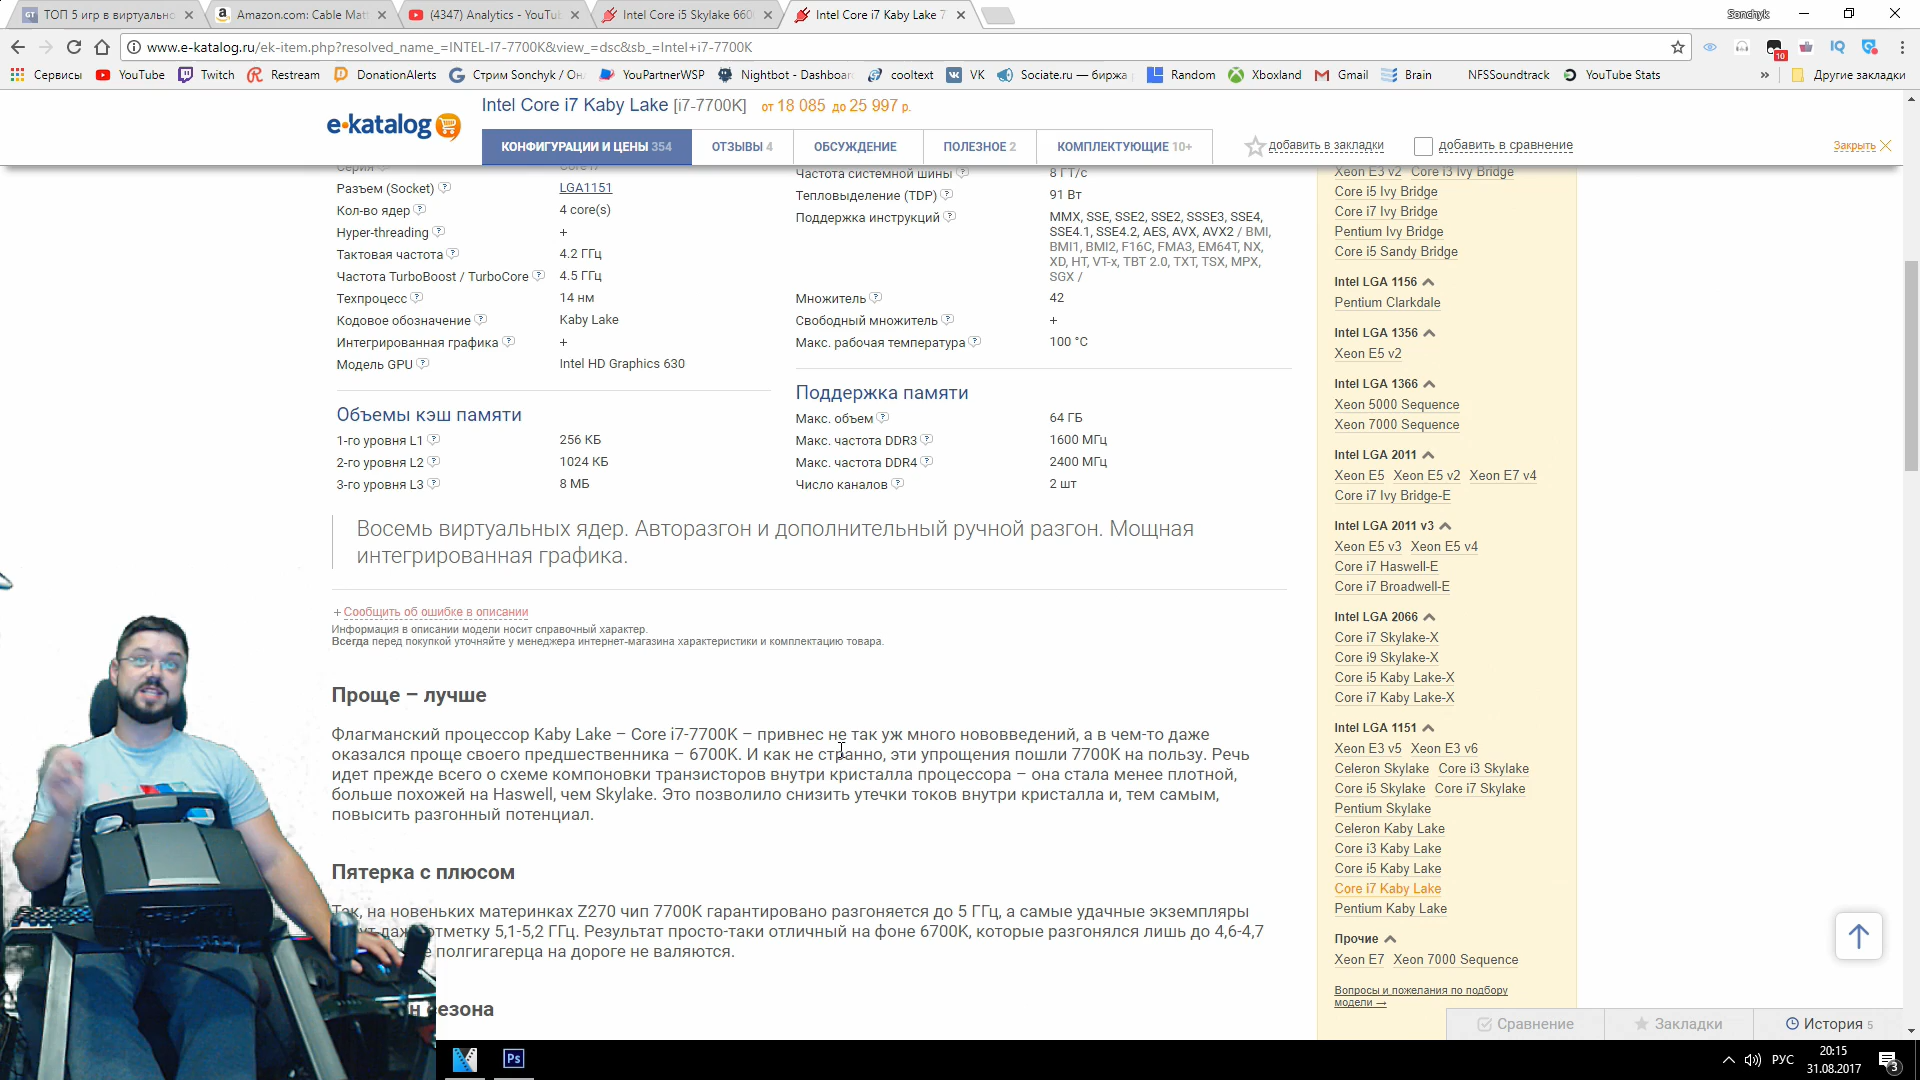 ТОП 5 игр в виртуально
Amazon.com: Cable Mat
(4347) Analytics - YouTu
Intel Core i5 Skylake 660
Intel Core i7 Kaby Lake 7
Sonchyk
www.e-katalog.ru/ek-item.php?resolved_name_=INTEL-I7-7700K&view_=dsc&sb_=Intel+i7-7700K
10
IQ
Сервисы
YouTube
Twitch
Restream
DonationAlerts
Стрим Sonchyk / On
YouPartnerWSP
Nightbot - Dashboar
cooltext
VK
Sociate.ru — биржа
Random
Xboxland
Gmail
Brain
NFSSoundtrack
YouTube Stats
»
Другие закладки
e-katalog
Intel Core i7 Kaby Lake [i7-7700K] от 18 085 до 25 997 р.
КОНФИГУРАЦИИ И ЦЕНЫ 354
ОТЗЫВЫ 4
ОБСУЖДЕНИЕ
ПОЛЕЗНОЕ 2
КОМПЛЕКТУЮЩИЕ 10+
добавить в закладки
добавить в сравнение
Закрыть
Серия Core i7
Разъем (Socket) LGA1151
Кол-во ядер 4 core(s)
Hyper-threading +
Тактовая частота 4.2 ГГц
Частота TurboBoost / TurboCore 4.5 ГГц
Техпроцесс 14 нм
Кодовое обозначение Kaby Lake
Интегрированная графика +
Модель GPU Intel HD Graphics 630
Объемы кэш памяти
1-го уровня L1 256 КБ
2-го уровня L2 1024 КБ
3-го уровня L3 8 МБ
Частота системной шины 8 ГТ/с
Тепловыделение (TDP) 91 Вт
Поддержка инструкций MMX, SSE, SSE2, SSE2, SSSE3, SSE4,
SSE4.1, SSE4.2, AES, AVX, AVX2 / BMI,
BMI1, BMI2, F16C, FMA3, EM64T, NX,
XD, HT, VT-x, TBT 2.0, TXT, TSX, MPX,
SGX /
Множитель 42
Свободный множитель +
Макс. рабочая температура 100 °C
Поддержка памяти
Макс. объем 64 ГБ
Макс. частота DDR3 1600 МГц
Макс. частота DDR4 2400 МГц
Число каналов 2 шт
Восемь виртуальных ядер. Авторазгон и дополнительный ручной разгон. Мощная
интегрированная графика.
+ Сообщить об ошибке в описании
Информация в описании модели носит справочный характер.
Всегда перед покупкой уточняйте у менеджера интернет-магазина характеристики и комплектацию товара.
Проще – лучше
Флагманский процессор Kaby Lake – Core i7-7700K – привнес не так уж много нововведений, а в чем-то даже
оказался проще своего предшественника – 6700K. И как не странно, эти упрощения пошли 7700K на пользу. Речь
идет прежде всего о схеме компоновки транзисторов внутри кристалла процессора – она стала менее плотной,
больше похожей на Haswell, чем Skylake. Это позволило снизить утечки токов внутри кристалла и, тем самым,
повысить разгонный потенциал.
Пятерка с плюсом
Так, на новеньких материнках Z270 чип 7700K гарантировано разгоняется до 5 ГГц, а самые удачные экземпляры
отметку 5,1-5,2 ГГц. Результат просто-таки отличный на фоне 6700K, которые разгонялся лишь до 4,6-4,7
полгигагерца на дороге не валяются.
н сезона
Xeon E3 v2 Core i3 Ivy Bridge
Core i5 Ivy Bridge
Core i7 Ivy Bridge
Pentium Ivy Bridge
Core i5 Sandy Bridge
Intel LGA 1156
Pentium Clarkdale
Intel LGA 1356
Xeon E5 v2
Intel LGA 1366
Xeon 5000 Sequence
Xeon 7000 Sequence
Intel LGA 2011
Xeon E5 Xeon E5 v2 Xeon E7 v4
Core i7 Ivy Bridge-E
Intel LGA 2011 v3
Xeon E5 v3 Xeon E5 v4
Core i7 Haswell-E
Core i7 Broadwell-E
Intel LGA 2066
Core i7 Skylake-X
Core i9 Skylake-X
Core i5 Kaby Lake-X
Core i7 Kaby Lake-X
Intel LGA 1151
Xeon E3 v5 Xeon E3 v6
Celeron Skylake Core i3 Skylake
Core i5 Skylake Core i7 Skylake
Pentium Skylake
Celeron Kaby Lake
Core i3 Kaby Lake
Core i5 Kaby Lake
Core i7 Kaby Lake
Pentium Kaby Lake
Прочие
Xeon E7 Xeon 7000 Sequence
Вопросы и пожелания по подбору
модели →
Сравнение
Закладки
История 5
Ps
РУС
20:15
31.08.2017
3